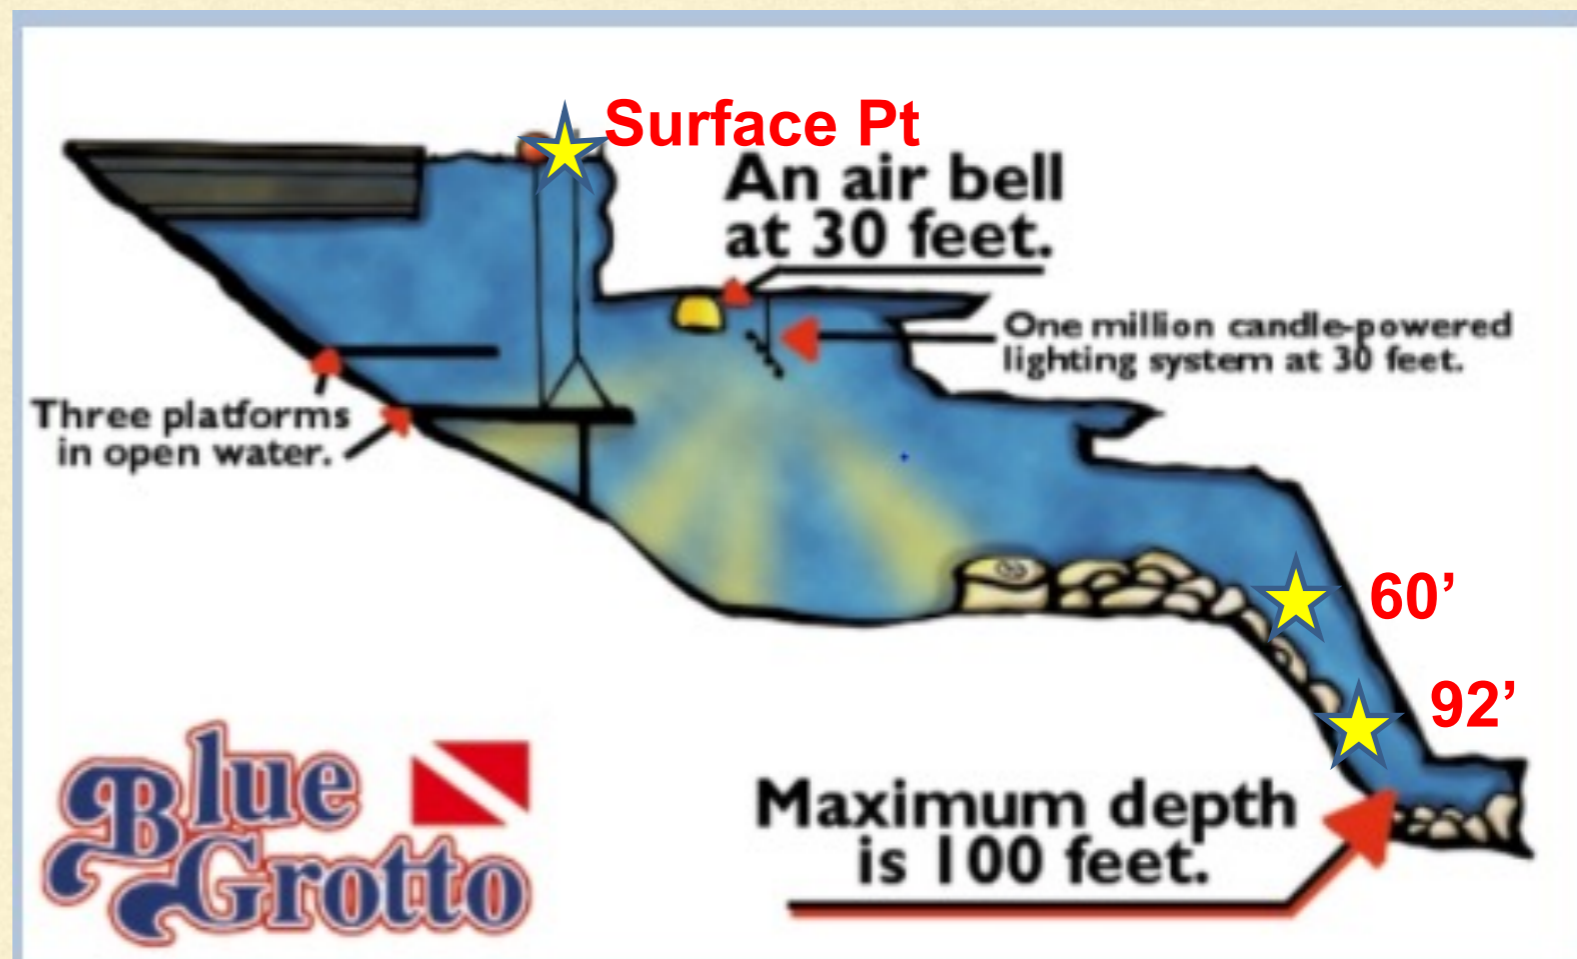 Surface Pt
An air bell
at 30 feet.
One million candle-powered
lighting system at 30 feet.
Three platforms
in open water.
60’
92’
Maximum depth
is 100 feet.
Blue
Grotto